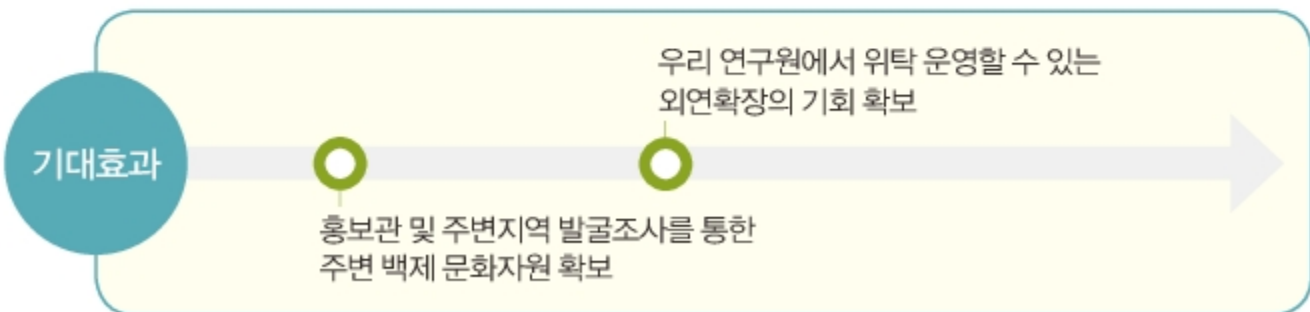 기대효과
홍보관 및 주변지역 발굴조사를 통한
주변 백제 문화자원 확보
우리 연구원에서 위탁 운영할 수 있는
외연확장의 기회 확보